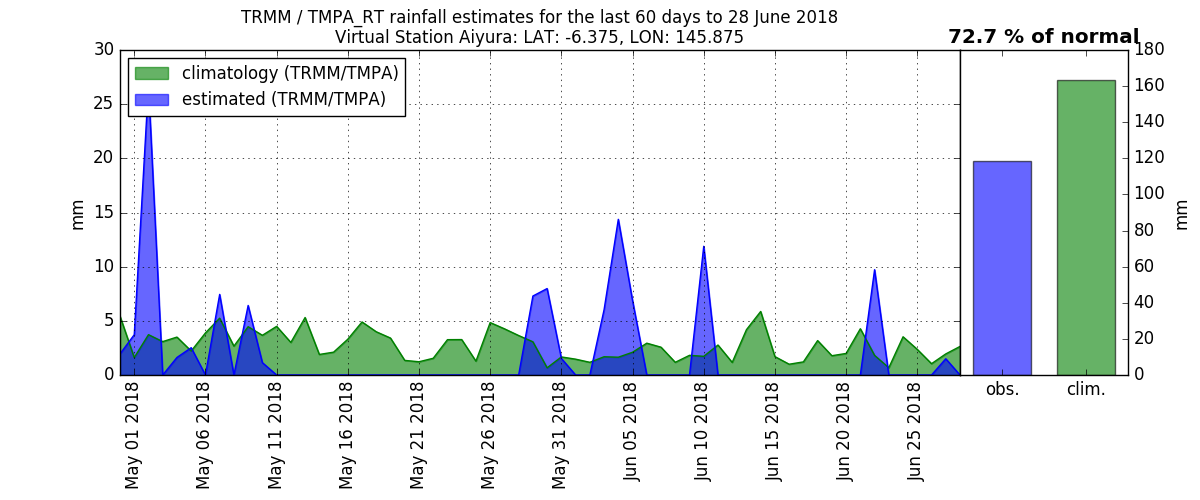 TRMM / TMPA_RT rainfall estimates for the last 60 days to 28 June 2018
Virtual Station Aiyura: LAT: -6.375, LON: 145.875
72.7 % of normal
climatology (TRMM/TMPA)
estimated (TRMM/TMPA)
mm
30
25
20
15
10
5
0
May 01 2018
May 06 2018
May 11 2018
May 16 2018
May 21 2018
May 26 2018
May 31 2018
Jun 05 2018
Jun 10 2018
Jun 15 2018
Jun 20 2018
Jun 25 2018
obs.
clim.
180
160
140
120
100
80
60
40
20
0
mm